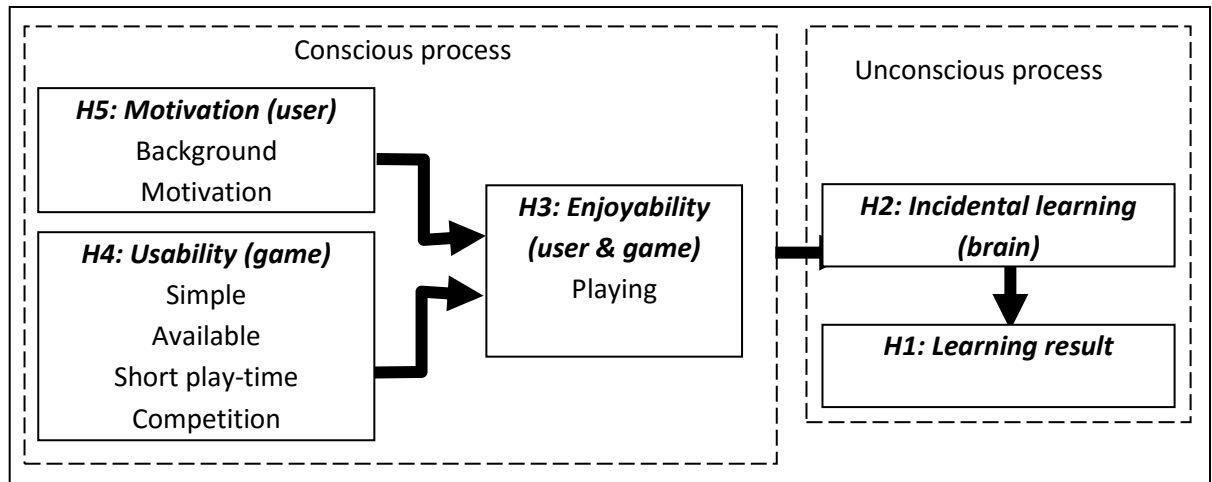 Conscious process
H5: Motivation (user)
Background
Motivation
H4: Usability (game)
Simple
Available
Short play-time
Competition
H3: Enjoyability
(user & game)
Playing
Unconscious process
H2: Incidental learning
(brain)
H1: Learning result